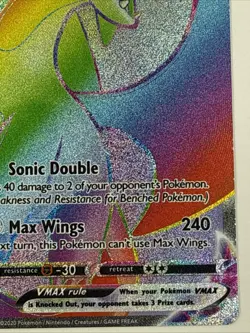 Sonic Double
40 damage to 2 of your opponent's Pokémon.
akness and Resistance for Benched Pokémon.)
Max Wings 240
ext turn, this Pokémon can't use Max Wings.
resistance -30 retreat
VMAX rule When your Pokémon VMAX
is Knocked Out, your opponent takes 3 Prize cards.
©2020 Pokémon / Nintendo / Creatures / GAME FREAK